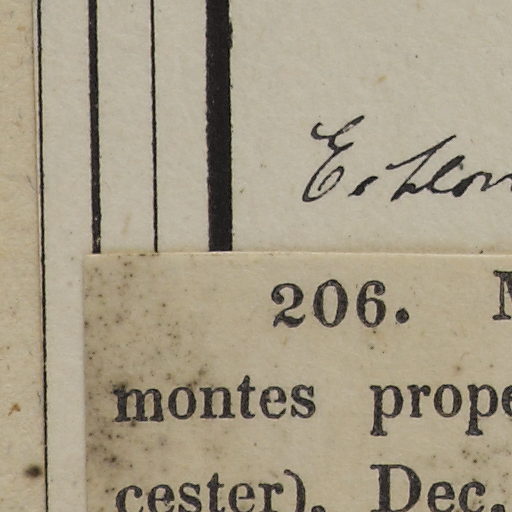 206.
montes prope
cester). Dec.